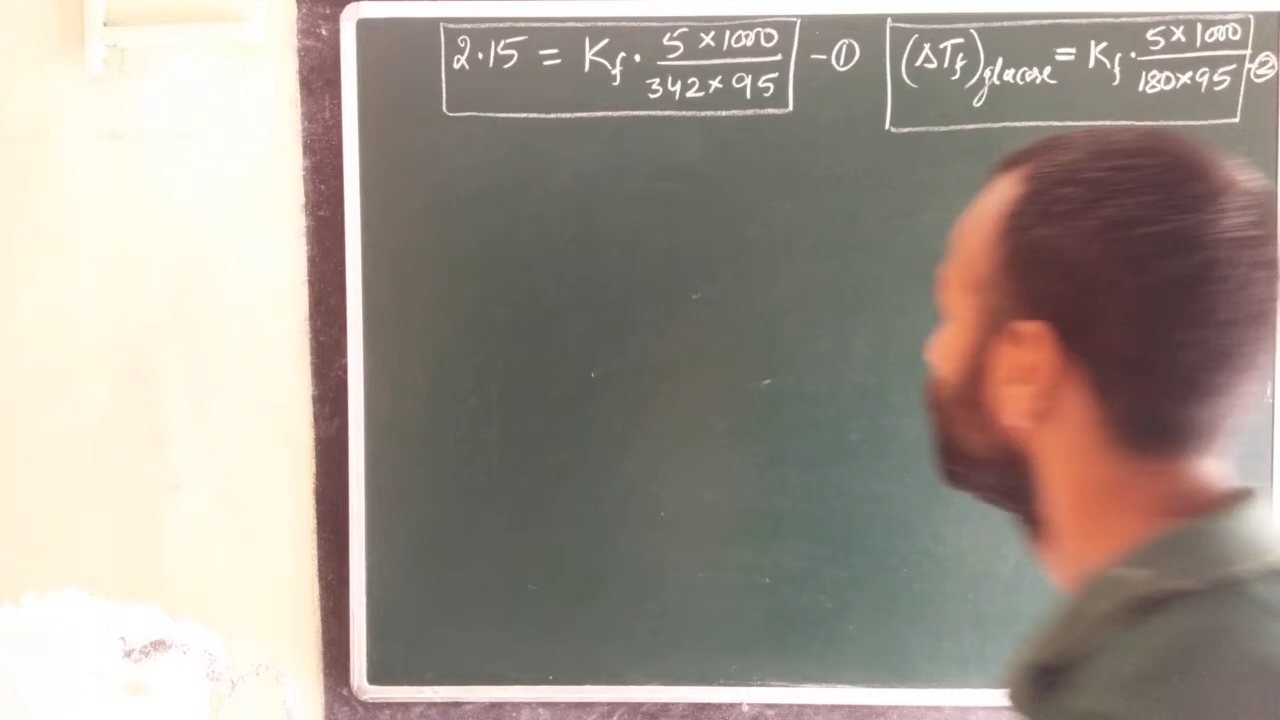 2.15 = Kf · 5×1000 / 342×95 – ①
(ΔTf)glucose = Kf · 5×1000 / 180×95 – ②